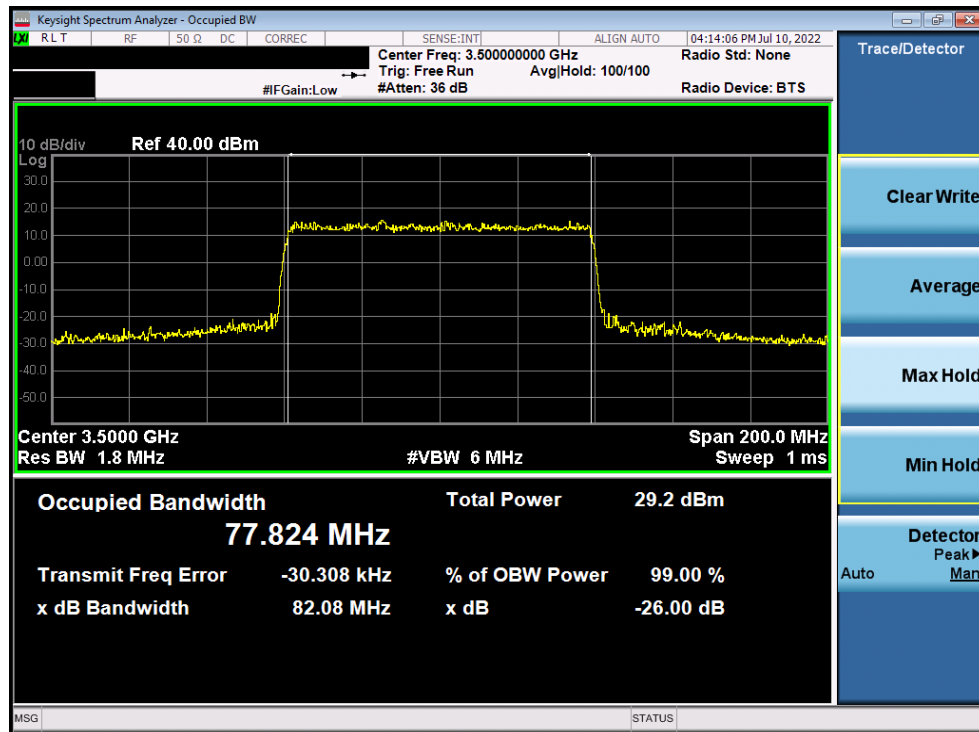 Keysight Spectrum Analyzer - Occupied BW
LXI RLT RF 50 Ω DC CORREC SENSE:INT ALIGN AUTO 04:14:06 PM Jul 10, 2022
Center Freq: 3.500000000 GHz Radio Std: None
Trig: Free Run Avg|Hold: 100/100
#IFGain:Low #Atten: 36 dB Radio Device: BTS
Trace/Detector
10 dB/div Ref 40.00 dBm
Log
30.0
20.0
10.0
0.00
-10.0
-20.0
-30.0
-40.0
-50.0
Center 3.5000 GHz Span 200.0 MHz
Res BW 1.8 MHz #VBW 6 MHz Sweep 1 ms
Occupied Bandwidth Total Power 29.2 dBm
77.824 MHz
Transmit Freq Error -30.308 kHz % of OBW Power 99.00 %
x dB Bandwidth 82.08 MHz x dB -26.00 dB
Clear Write
Average
Max Hold
Min Hold
Detector
Peak
Auto Man
MSG STATUS